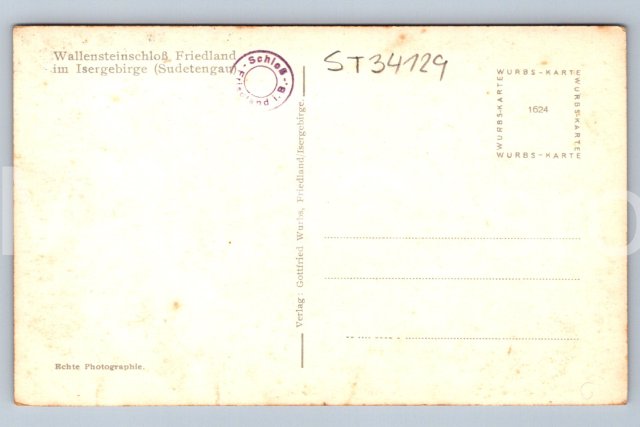 Wallensteinschloß Friedland
im Isergebirge (Sudetengau)
Schloß
Friedland i. B.
ST34129
WURBS-KARTE
WURBS-KARTE
1624
WURBS-KARTE
WURBS-KARTE
Verlag: Gottfried Wurbs, Friedland/Isergebirge.
Echte Photographie.